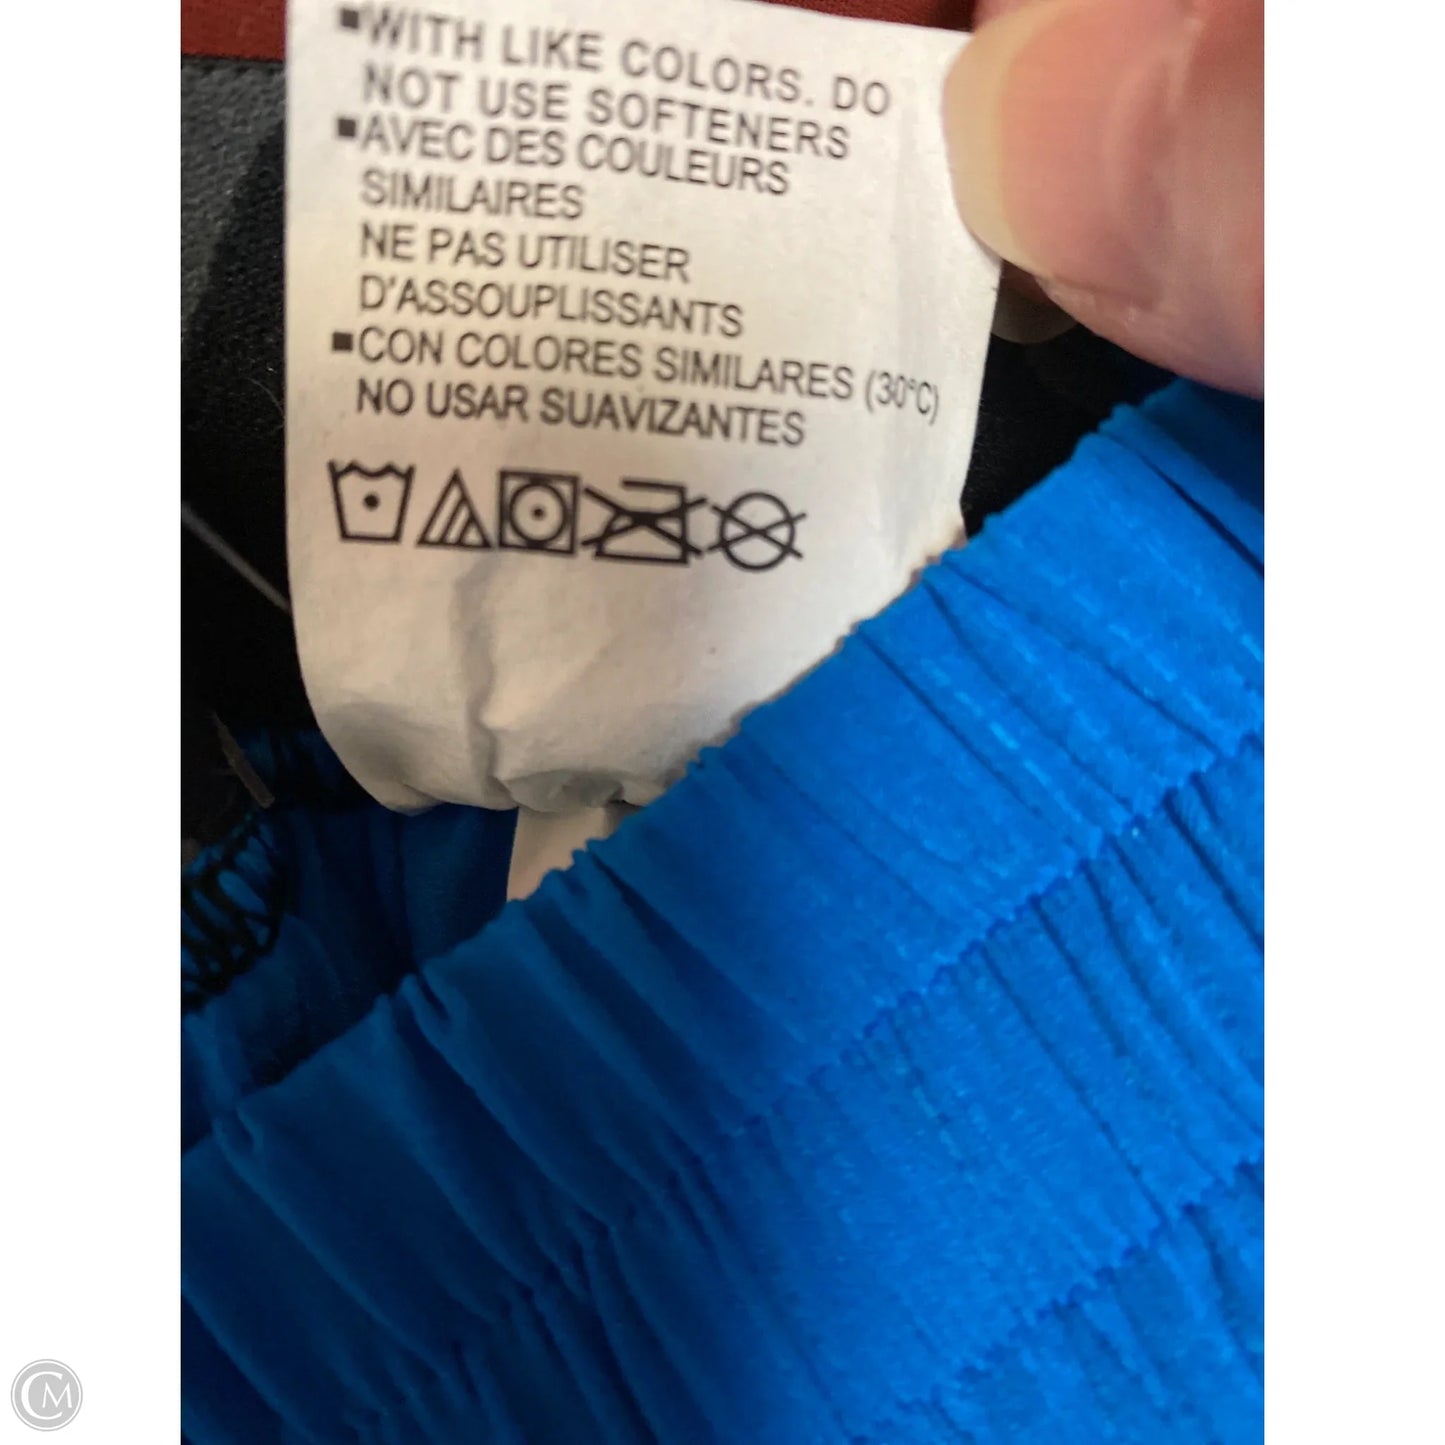 WITH LIKE COLORS. DO
NOT USE SOFTENERS
AVEC DES COULEURS
SIMILAIRES
NE PAS UTILISER
D'ASSOUPLISSANTS
CON COLORES SIMILARES (30°C)
NO USAR SUAVIZANTES
CM